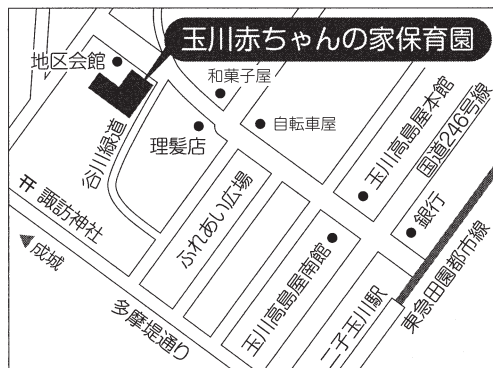 玉川赤ちゃんの家保育園
地区会館
和菓子屋
自転車屋
理髪店
谷川緑道
玉川高島屋本館
国道246号線
諏訪神社
ふれあい広場
銀行
成城
玉川高島屋南館
二子玉川駅
東急田園都市線
多摩堤通り